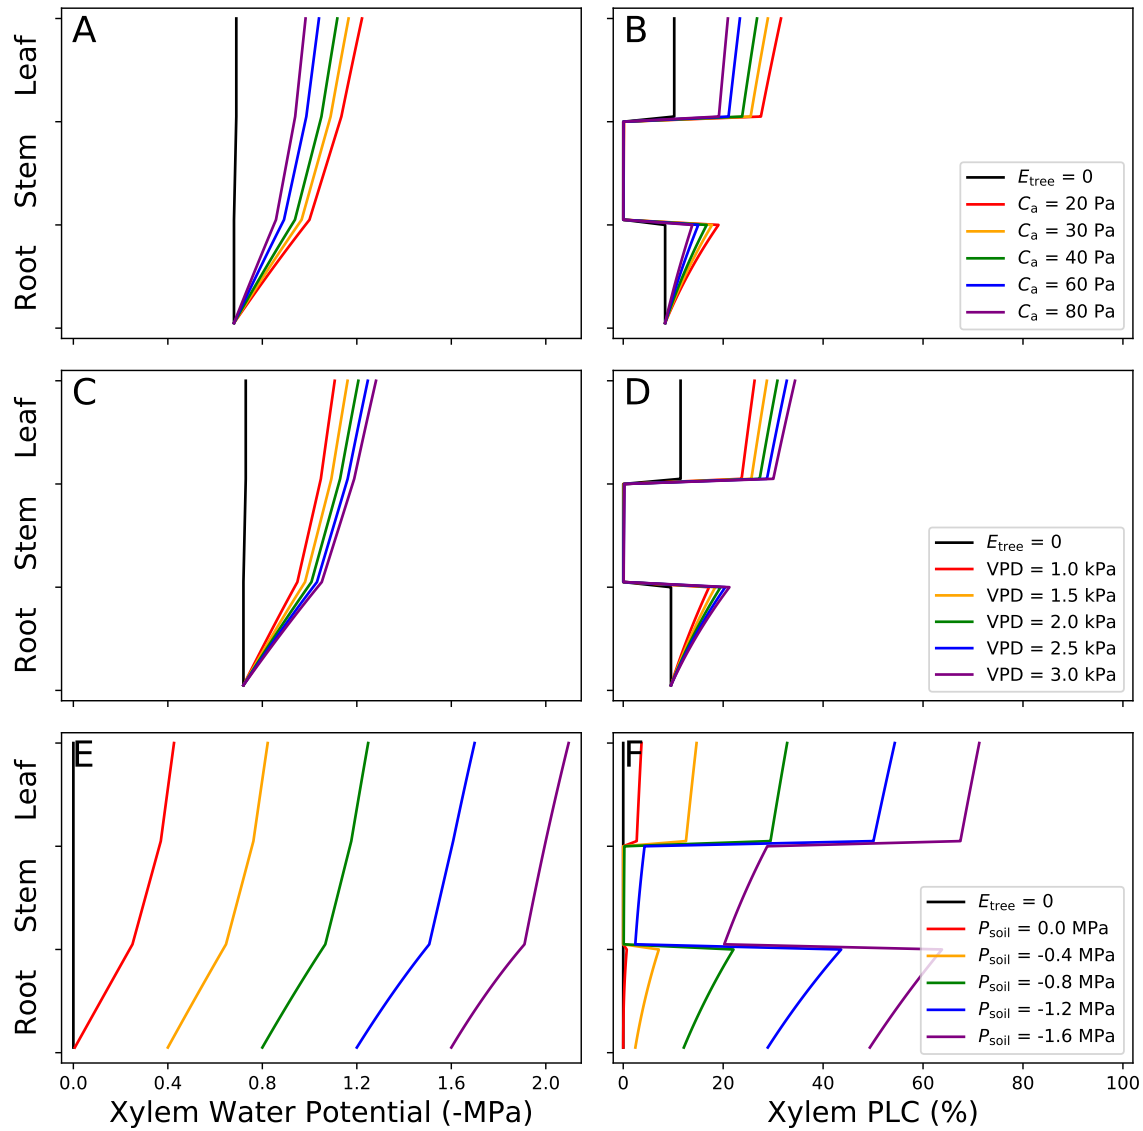 A
B
Leaf
Stem
Root
E_tree = 0
C_a = 20 Pa
C_a = 30 Pa
C_a = 40 Pa
C_a = 60 Pa
C_a = 80 Pa
C
D
Leaf
Stem
Root
E_tree = 0
VPD = 1.0 kPa
VPD = 1.5 kPa
VPD = 2.0 kPa
VPD = 2.5 kPa
VPD = 3.0 kPa
E
F
Leaf
Stem
Root
E_tree = 0
P_soil = 0.0 MPa
P_soil = -0.4 MPa
P_soil = -0.8 MPa
P_soil = -1.2 MPa
P_soil = -1.6 MPa
0.0 0.4 0.8 1.2 1.6 2.0
0 20 40 60 80 100
Xylem Water Potential (-MPa)
Xylem PLC (%)